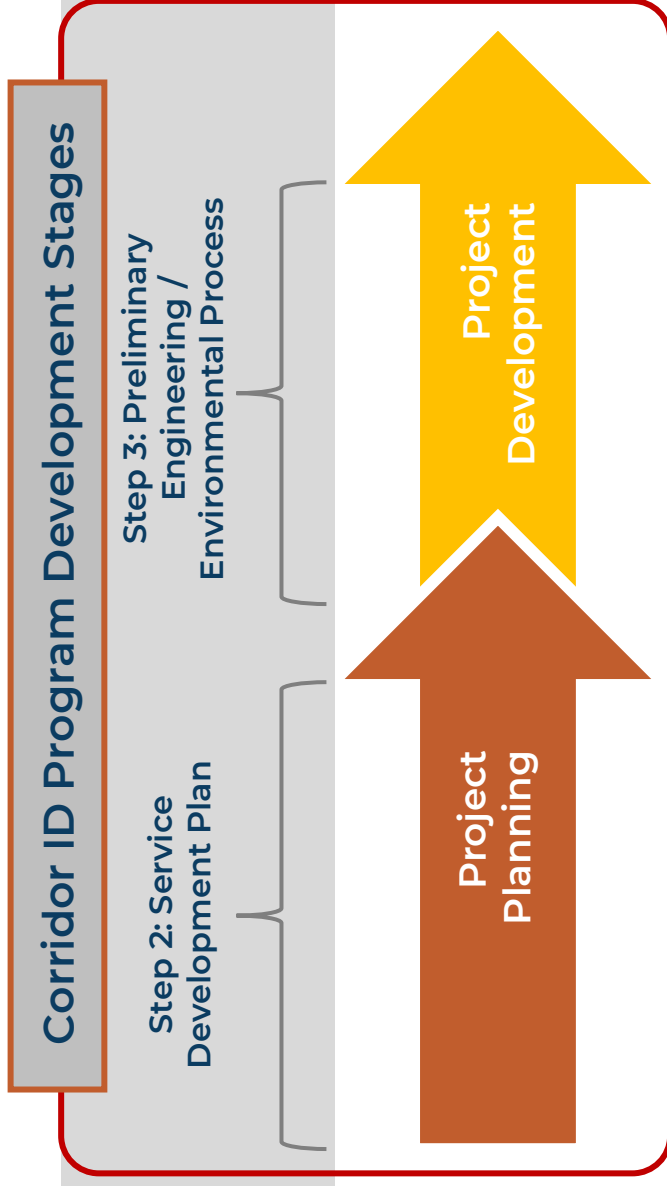 Corridor ID Program Development Stages
Step 2: Service
Development Plan
Step 3: Preliminary
Engineering /
Environmental Process
Project
Planning
Project
Development